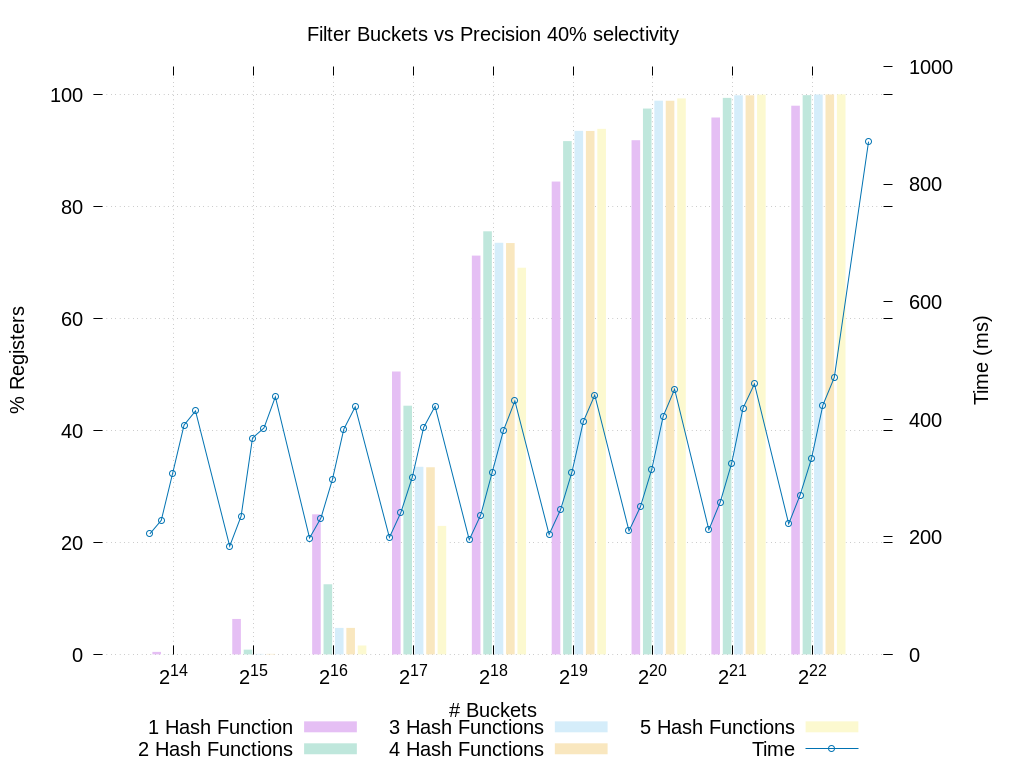 Filter Buckets vs Precision 40% selectivity
1000
100
800
80
600
60
% Registers
Time (ms)
400
40
200
20
0
0
2^14 2^15 2^16 2^17 2^18 2^19 2^20 2^21 2^22
# Buckets
1 Hash Function 3 Hash Functions 5 Hash Functions
2 Hash Functions 4 Hash Functions Time